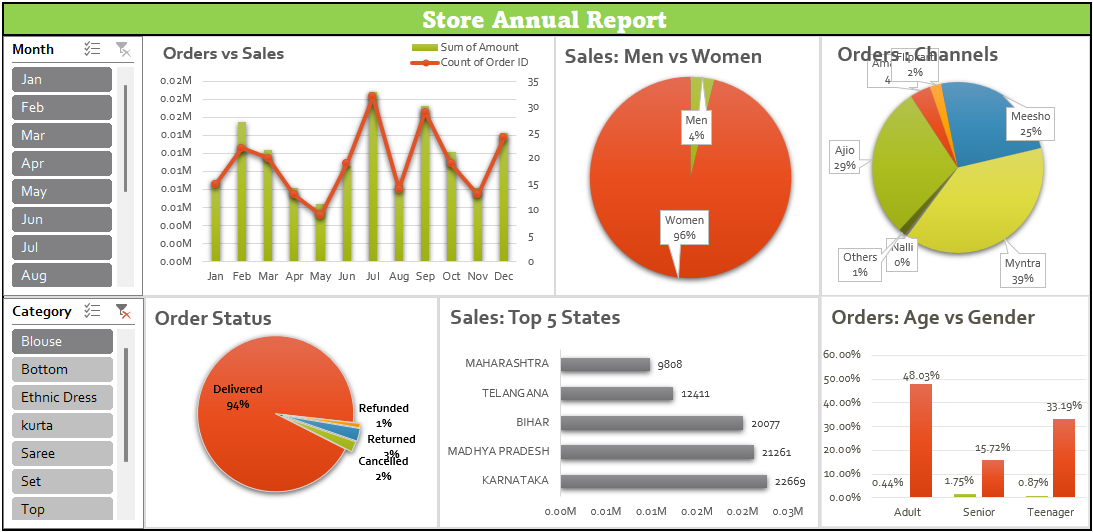 Store Annual Report
Month
Jan
Feb
Mar
Apr
May
Jun
Jul
Aug
Orders vs Sales
Sum of Amount
Count of Order ID
0.02M
0.02M
0.02M
0.01M
0.01M
0.01M
0.01M
0.01M
0.00M
0.00M
0.00M
35
30
25
20
15
10
5
0
Jan Feb Mar Apr May Jun Jul Aug Sep Oct Nov Dec
Sales: Men vs Women
Men
4%
Women
96%
Orders: Channels
Flipkart
2%
4
Meesho
25%
Ajio
29%
Others
1%
Nalli
0%
Myntra
39%
Category
Blouse
Bottom
Ethnic Dress
kurta
Saree
Set
Top
Order Status
Delivered
94%
Refunded
1%
Returned
3%
Cancelled
2%
Sales: Top 5 States
MAHARASHTRA 9808
TELANGANA 12411
BIHAR 20077
MADHYA PRADESH 21261
KARNATAKA 22669
0.00M 0.01M 0.01M 0.02M 0.02M 0.03M
Orders: Age vs Gender
60.00%
50.00%
40.00%
30.00%
20.00%
10.00%
0.00%
48.03%
33.19%
15.72%
0.44% 1.75% 0.87%
Adult Senior Teenager